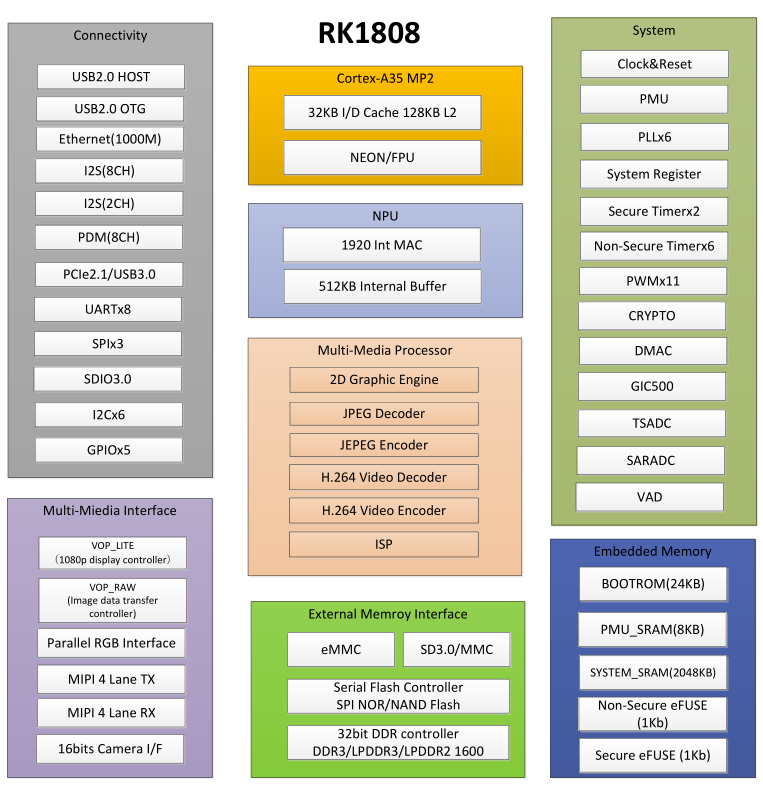 RK1808
Connectivity
USB2.0 HOST
USB2.0 OTG
Ethernet(1000M)
I2S(8CH)
I2S(2CH)
PDM(8CH)
PCIe2.1/USB3.0
UARTx8
SPIx3
SDIO3.0
I2Cx6
GPIOx5
Multi-Miedia Interface
VOP_LITE
(1080p display controller)
VOP_RAW
(Image data transfer
controller)
Parallel RGB Interface
MIPI 4 Lane TX
MIPI 4 Lane RX
16bits Camera I/F
Cortex-A35 MP2
32KB I/D Cache 128KB L2
NEON/FPU
NPU
1920 Int MAC
512KB Internal Buffer
Multi-Media Processor
2D Graphic Engine
JPEG Decoder
JEPEG Encoder
H.264 Video Decoder
H.264 Video Encoder
ISP
External Memroy Interface
eMMC
SD3.0/MMC
Serial Flash Controller
SPI NOR/NAND Flash
32bit DDR controller
DDR3/LPDDR3/LPDDR2 1600
System
Clock&Reset
PMU
PLLx6
System Register
Secure Timerx2
Non-Secure Timerx6
PWMx11
CRYPTO
DMAC
GIC500
TSADC
SARADC
VAD
Embedded Memory
BOOTROM(24KB)
PMU_SRAM(8KB)
SYSTEM_SRAM(2048KB)
Non-Secure eFUSE
(1Kb)
Secure eFUSE (1Kb)